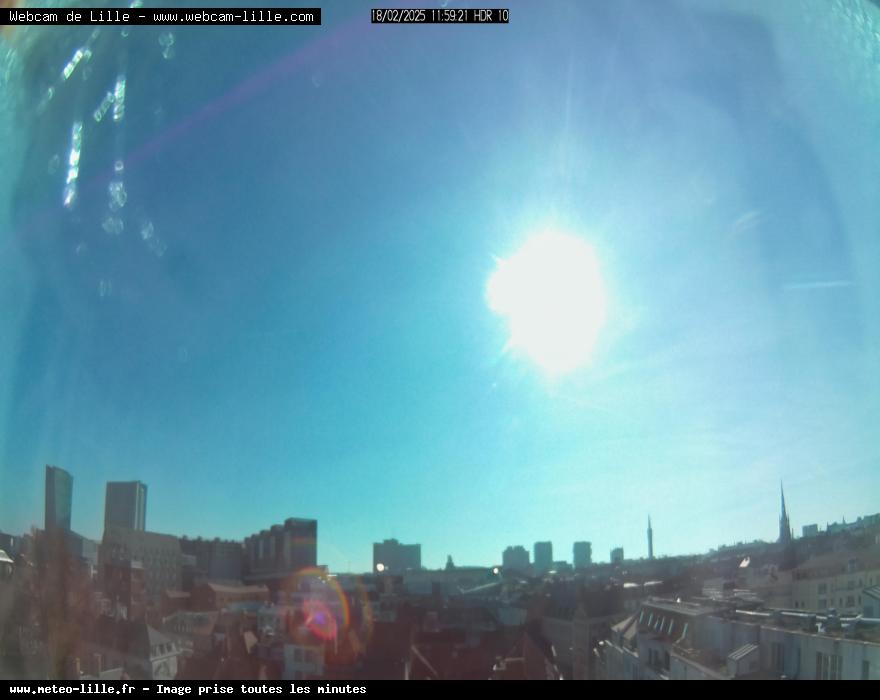 Webcam de Lille - www.webcam-lille.com
18/02/2025 11:59:21 HDR 10
www.meteo-lille.fr - Image prise toutes les minutes